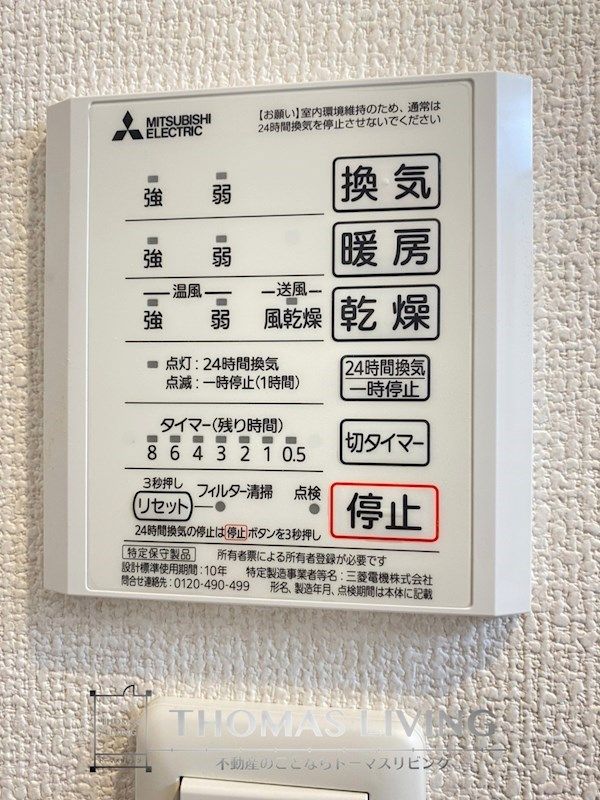 MITSUBISHI
ELECTRIC
【お願い】室内環境維持のため、通常は
24時間換気を停止させないでください
強 弱 換気
強 弱 暖房
温風 送風
強 弱 風乾燥 乾燥
点灯：24時間換気
点滅：一時停止(1時間)
24時間換気
一時停止
タイマー(残り時間)
8 6 4 3 2 1 0.5
切タイマー
3秒押し
リセット フィルター清掃 点検
停止
24時間換気の停止は停止ボタンを3秒押し
特定保守製品 所有者票による所有者登録が必要です
設計標準使用期間：10年 特定製造事業者等名：三菱電機株式会社
問合せ連絡先：0120-490-499 形名、製造年月、点検期間は本体に記載
THOMAS LIVING
不動産のことならトーマスリビング